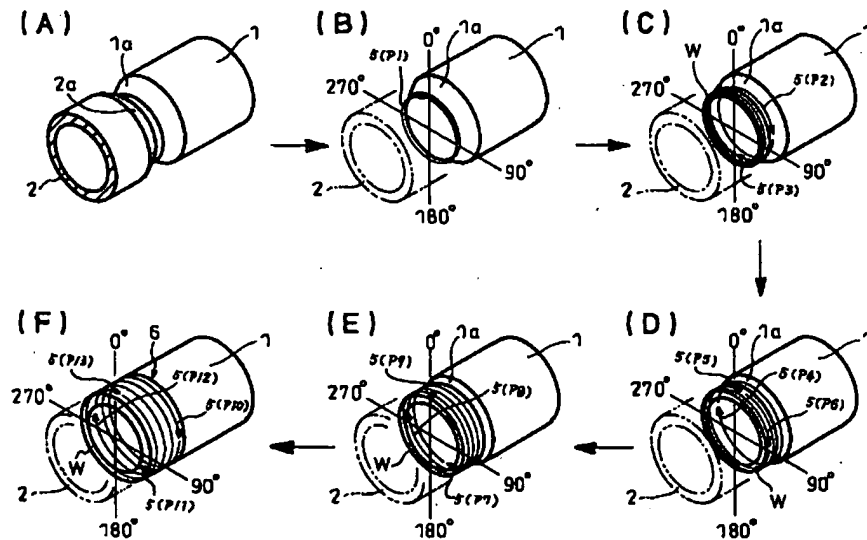 (A)
1a
1
2a
2
(B)
0°
1a
1
5(P1)
270°
90°
2
180°
(C)
W
0°
1a
1
5(P2)
270°
90°
2
5(P3)
180°
(D)
0°
1a
1
5(P5)
5(P4)
270°
5(P6)
90°
2
W
180°
(E)
0°
1a
1
5(P9)
5(P8)
270°
W
90°
2
5(P7)
180°
(F)
0°
6
1
5(P13)
5(P12)
270°
5(P10)
W
90°
2
5(P11)
180°